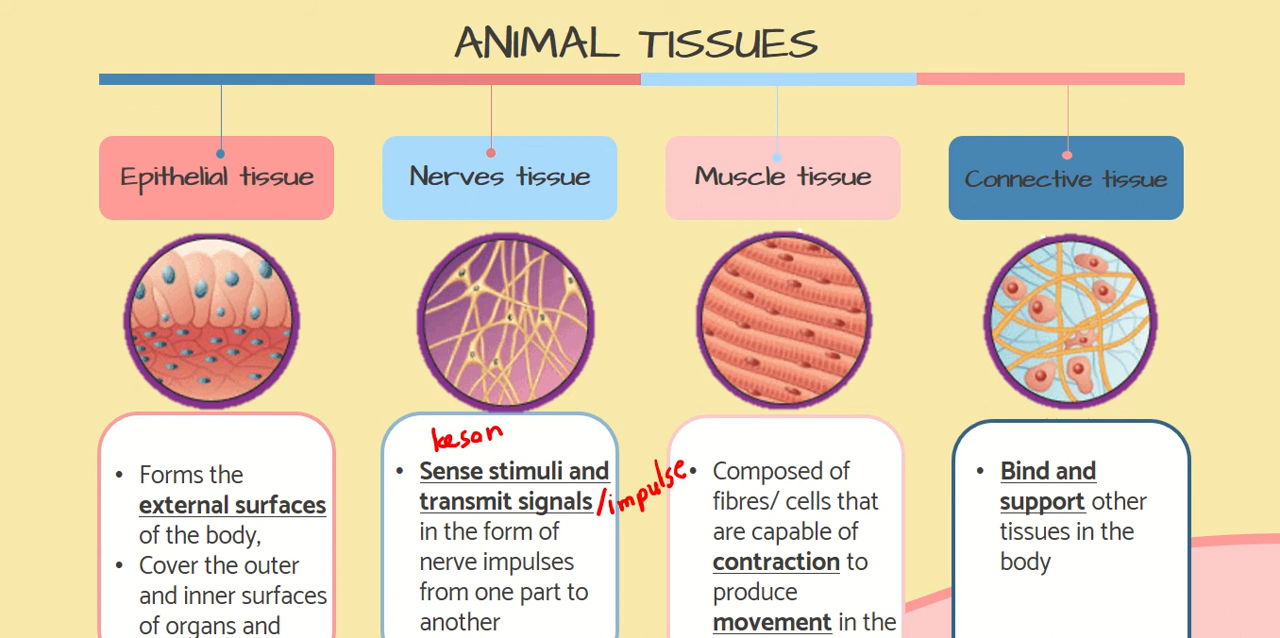 ANIMAL TISSUES
Epithelial tissue
Nerves tissue
Muscle tissue
Connective tissue
• Forms the
external surfaces
of the body,
• Cover the outer
and inner surfaces
of organs and
keson
• Sense stimuli and
transmit signals /impulse
in the form of
nerve impulses
from one part to
another
• Composed of
fibres/ cells that
are capable of
contraction to
produce
movement in the
• Bind and
support other
tissues in the
body